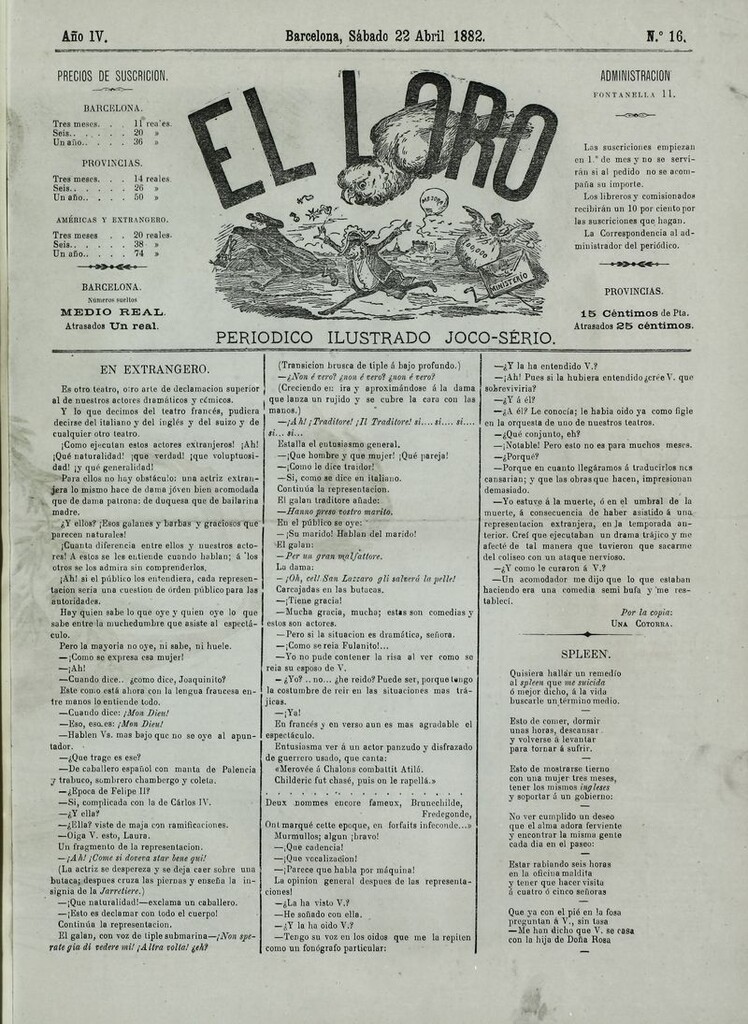 Año IV.
Barcelona, Sábado 22 Abril 1882.
N.º 16.
PRECIOS DE SUSCRICION.
BARCELONA.
Tres meses. . . 11 reales.
Seis.. . . . . . 20 »
Un año.. . . . 36 »
PROVINCIAS.
Tres meses. . . 14 reales.
Seis.. . . . . . 26 »
Un año.. . . . 50 »
AMÉRICAS Y EXTRANGERO.
Tres meses . . . 20 reales.
Seis.. . . . . . 38 »
Un año.. . . . 74 »
BARCELONA.
Números sueltos
MEDIO REAL.
Atrasados Un real.
EL LORO
MINISTERIO
PERIODICO ILUSTRADO JOCO-SÉRIO.
ADMINISTRACION
FONTANELLA 11.
Las suscriciones empiezan
en 1.º de mes y no se servi-
rán si al pedido no se acom-
paña su importe.
Los libreros y comisionados
recibirán un 10 por ciento por
las suscriciones que hagan.
La Correspondencia al ad-
ministrador del periódico.
PROVINCIAS.
15 Céntimos de Pta.
Atrasados 25 céntimos.
EN EXTRANGERO.
Es otro teatro, otro arte de declamacion superior
al de nuestros actores dramáticos y cómicos.
Y lo que decimos del teatro francés, pudiera
decirse del italiano y del inglés y del suizo y de
cualquier otro teatro.
¡Como ejecutan estos actores extranjeros! ¡Ah!
¡Qué naturalidad! ¡que verdad! ¡que voluptuosi-
dad! ¡y qué generalidad!
Para ellos no hay obstáculo: una actriz extran-
jera lo mismo hace de dama jóven bien acomodada
que de dama patrona: de duquesa que de bailarina
madre.
¿Y ellos? ¡Esos galanes y barbas y graciosos que
parecen naturales!
¡Cuanta diferencia entre ellos y nuestros acto-
res! A estos se les entiende cuando hablan; á los
otros se los admira sin comprenderlos.
¡Ah! si el público los entendiera, cada represen-
tacion seria una cuestion de órden público para las
autoridades.
Hay quien sabe lo que oye y quien oye lo que
sabe entre la muchedumbre que asiste al espectá-
culo.
Pero la mayoría no oye, ni sabe, ni huele.
—¡Como se expresa esa mujer!
—¡Ah!
—Cuando dice.. ¿como dice, Joaquinito?
Este como está ahora con la lengua francesa en-
tre manos lo entiende todo.
—Cuando dice: ¡Mon Dieu!
—Eso, eso.es: ¡Mon Dieu!
—Hablen Vs. mas bajo que no se oye al apun-
tador.
—¿Que trage es ese?
—De caballero español con manta de Palencia
y trabuco, sombrero chambergo y coleta.
—¿Epoca de Felipe II?
—Si, complicada con la de Cárlos IV.
—¿Y ella?
—¿Ella? viste de maja con ramificaciones.
—Oiga V. esto, Laura.
Un fragmento de la representacion.
—¡Ah! ¡Come si doveva star bene qui!
(La actriz se despereza y se deja caer sobre una
butaca; despues cruza las piernas y enseña la in-
signia de la Jarretiere.)
—¡Que naturalidad!—exclama un caballero.
—¡Esto es declamar con todo el cuerpo!
Continúa la representacion.
El galan, con voz de tiple submarina—¡Non spe-
rate gia di vedere mi! ¡Altra volta! ¿eh?
(Transicion brusca de tiple á bajo profundo.)
—¿Non é vero? ¿non é vero? ¿non é vero?
(Creciendo en ira y aproximándose á la dama
que lanza un rujido y se cubre la cara con las
manos.)
—¡Ah! ¡Traditore! ¡Il Traditore! si.... si.... si....
si... si...
Estalla el entusiasmo general.
—¡Que hombre y que mujer! ¡Qué pareja!
—¡Como le dice traidor!
—Si, como se dice en italiano.
Continúa la representacion.
El galan traditore añade:
—Hanno preso vostro marito.
En el público se oye:
—¡Su marido! Hablan del marido!
El galan:
—Per un gran malfattore.
La dama:
—¡Oh, cel! San Lazzaro gli salverá la pelle!
Carcajadas en las butacas.
—¡Tiene gracia!
—Mucha gracia, mucha; estas son comedias y
estos son actores.
—Pero si la situacion es dramática, señora.
—¡Como se reia Fulanito!...
—Yo no pude contener la risa al ver como se
reia su esposo de V.
—¿Yo?.. no... ¿he reido? Puede ser, porque tengo
la costumbre de reir en las situaciones mas trá-
jicas.
—¡Ya!
En francés y en verso aun es mas agradable el
espectáculo.
Entusiasma ver á un actor panzudo y disfrazado
de guerrero usado, que canta:
«Merovée á Chalons combattit Atila.
Childeric fut chasé, puis on le rapellá.»
. . . . . . . . . . . . . . . . . .
Deux nommes encore fameux, Brunechilde,
Fredegonde,
Ont marqué cette epoque, en forfaits infeconde...»
Murmullos; algun ¡bravo!
—¡Que cadencia!
—¡Que vocalizacion!
—¡Parece que habla por máquina!
La opinion general despues de las representa-
ciones!
—¿La ha visto V.?
—He soñado con ella.
—¿Y la ha oido V.?
—Tengo su voz en los oidos que me la repiten
como un fonógrafo particular:
—¿Y la ha entendido V.?
—¡Ah! Pues si la hubiera entendido ¿cree V. que
sobreviviria?
—¿Y á él?
—¿A él? Le conocía; le habia oido ya como figle
en la orquesta de uno de nuestros teatros.
—¿Qué conjunto, eh?
—¡Notable! Pero esto no es para muchos meses.
—¿Porqué?
—Porque en cuanto llegáramos á traducirlos nos
cansarian; y que las obras que hacen, impresionan
demasiado.
—Yo estuve á la muerte, ó en el umbral de la
muerte, á consecuencia de haber asistido á una
representacion extranjera, en la temporada an-
terior. Creí que ejecutaban un drama trájico y me
afecté de tal manera que tuvieron que sacarme
del coliseo con un ataque nervioso.
—¿Y como le curaron á V.?
—Un acomodador me dijo que lo que estaban
haciendo era una comedia semi bufa y me res-
tablecí.
Por la copia:
UNA COTORRA.
SPLEEN.
Quisiera hallar un remedio
al spleen que me suicida
ó mejor dicho, á la vida
buscarle un término medio.
Esto de comer, dormir
unas horas, descansar
y volverse á levantar
para tornar á sufrir.
Esto de mostrarse tierno
con una mujer tres meses,
tener los mismos ingleses
y soportar á un gobierno:
No ver cumplido un deseo
que el alma adora ferviente
y encontrar la misma gente
cada dia en el paseo:
Estar rabiando seis horas
en la oficina maldita
y tener que hacer visita
á cuatro ó cinco señoras
Que ya con el pié en la fosa
preguntan á V., sin tasa
—Me han dicho que V. se casa
con la hija de Doña Rosa